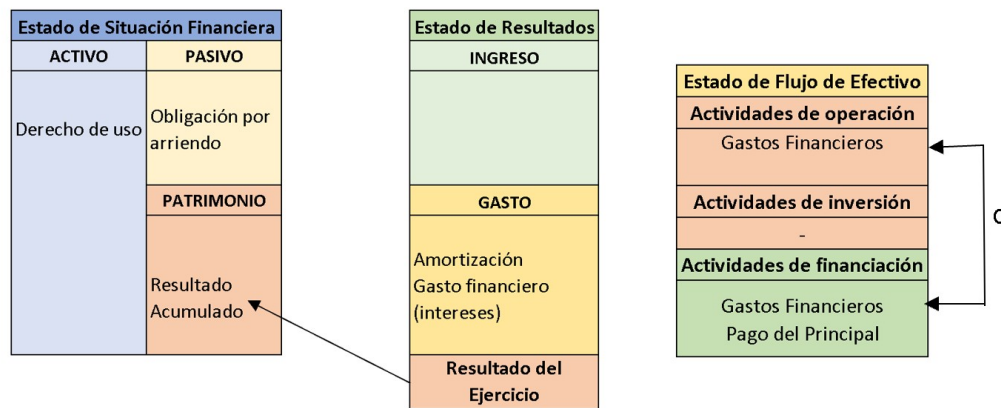 Estado de Situación Financiera
ACTIVO
PASIVO
Derecho de uso
Obligación por
arriendo
PATRIMONIO
Resultado
Acumulado
Estado de Resultados
INGRESO
GASTO
Amortización
Gasto financiero
(intereses)
Resultado del
Ejercicio
Estado de Flujo de Efectivo
Actividades de operación
Gastos Financieros
Actividades de inversión
-
Actividades de financiación
Gastos Financieros
Pago del Principal